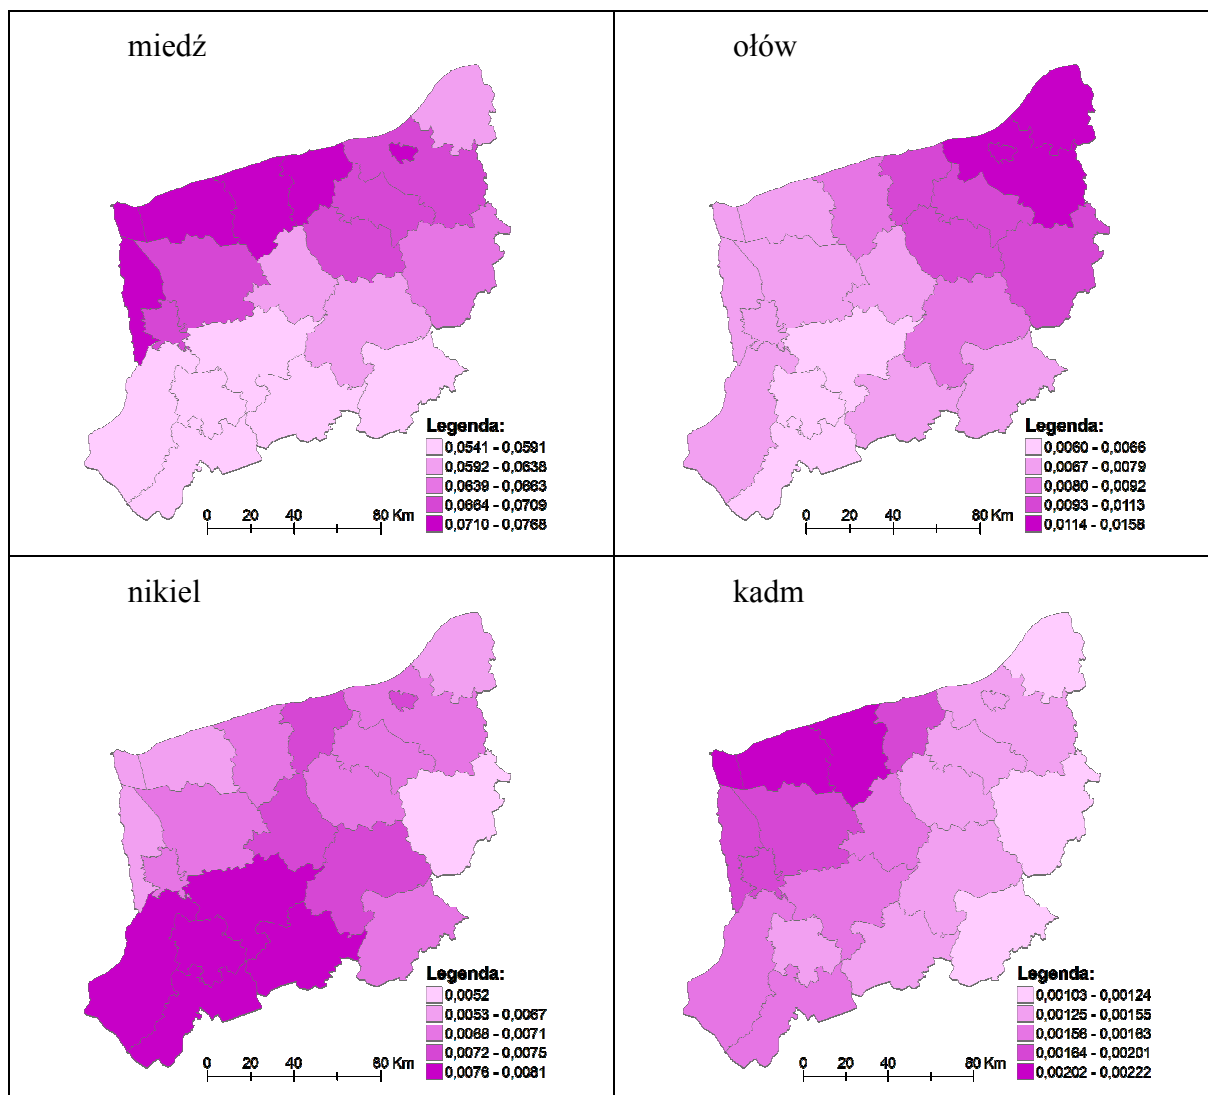 miedź
Legenda:
0,0541 - 0,0591
0,0592 - 0,0638
0,0639 - 0,0663
0,0664 - 0,0709
0,0710 - 0,0768
0 20 40 80 Km
ołów
Legenda:
0,0060 - 0,0066
0,0067 - 0,0079
0,0080 - 0,0092
0,0093 - 0,0113
0,0114 - 0,0158
0 20 40 80 Km
nikiel
Legenda:
0,0052
0,0053 - 0,0067
0,0068 - 0,0071
0,0072 - 0,0075
0,0076 - 0,0081
0 20 40 80 Km
kadm
Legenda:
0,00103 - 0,00124
0,00125 - 0,00155
0,00156 - 0,00163
0,00164 - 0,00201
0,00202 - 0,00222
0 20 40 80 Km